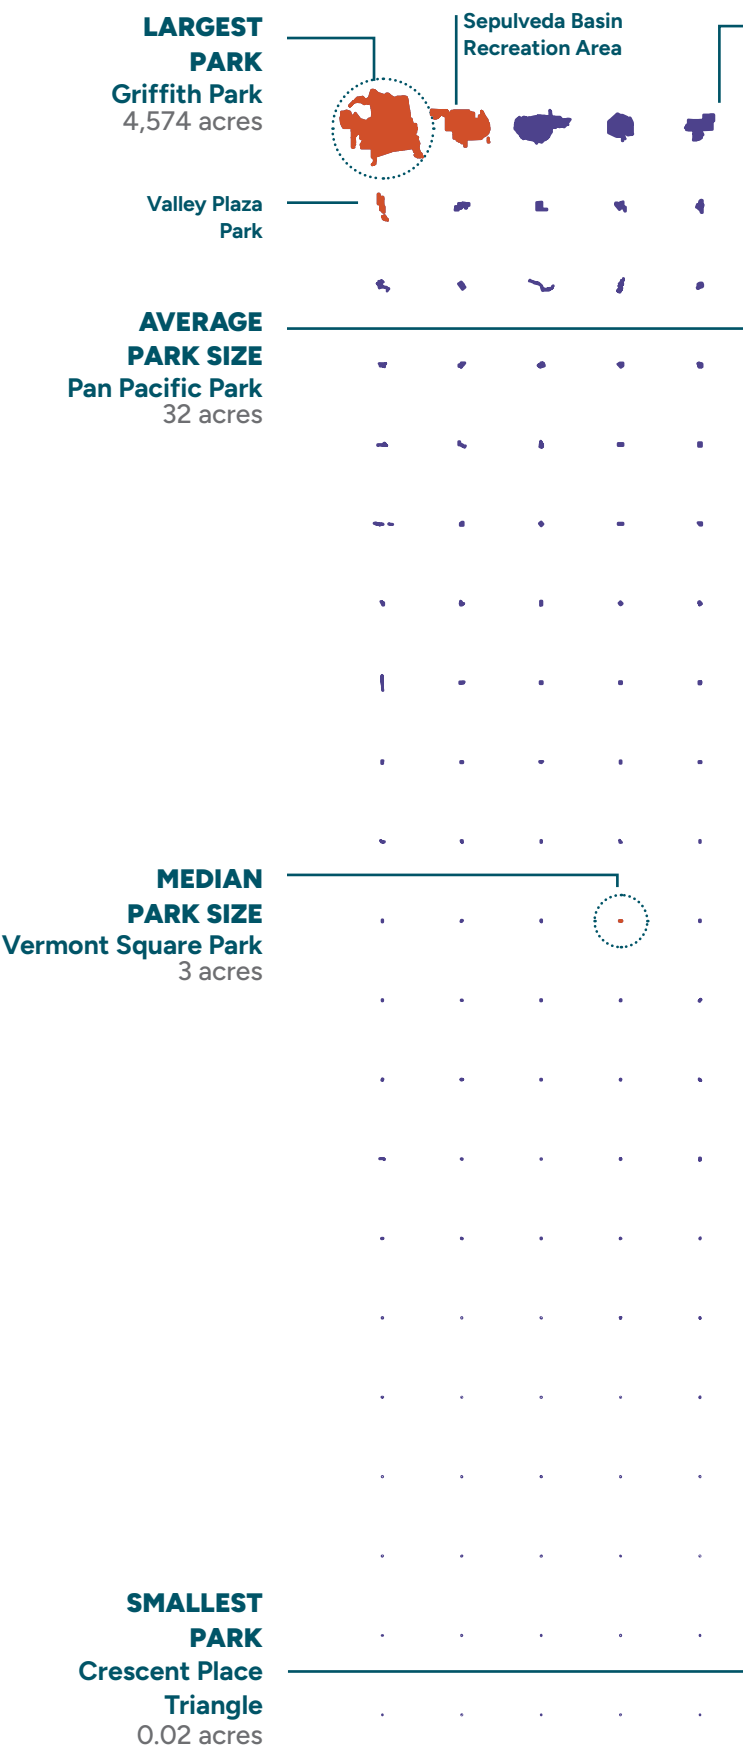 LARGEST
PARK
Griffith Park
4,574 acres
Sepulveda Basin
Recreation Area
Valley Plaza
Park
AVERAGE
PARK SIZE
Pan Pacific Park
32 acres
MEDIAN
PARK SIZE
Vermont Square Park
3 acres
SMALLEST
PARK
Crescent Place
Triangle
0.02 acres